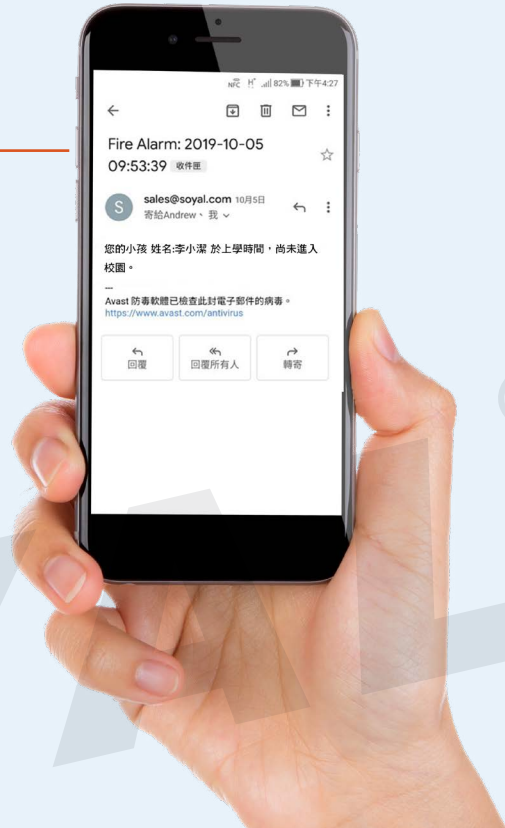 NFC H 82% 下午4:27
Fire Alarm: 2019-10-05
09:53:39 收件匣
S sales@soyal.com 10月5日
寄給Andrew、我
您的小孩 姓名:李小潔 於上學時間，尚未進入
校園。
Avast 防毒軟體已檢查此封電子郵件的病毒。
https://www.avast.com/antivirus
回覆 回覆所有人 轉寄